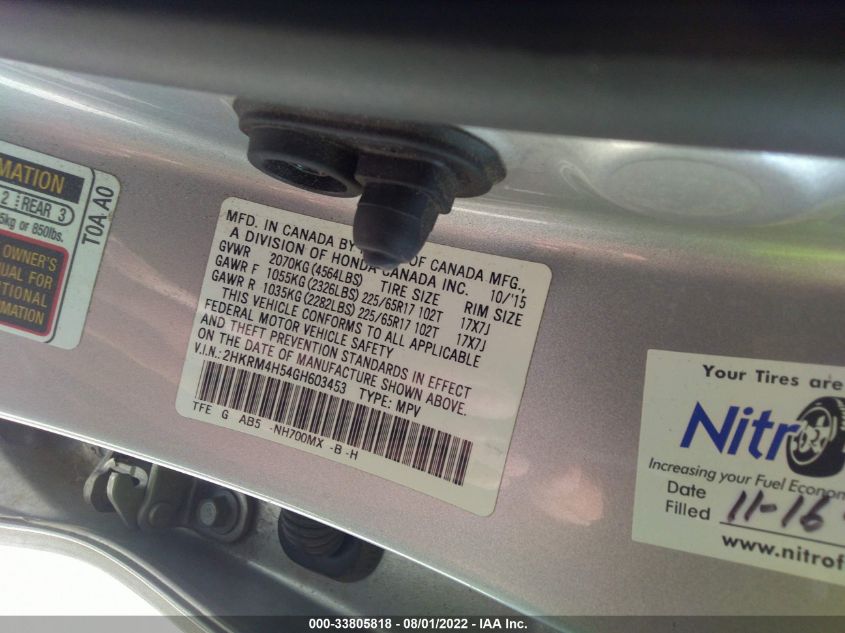 MATION
2 REAR 3
5kg or 850lbs.
OWNER'S
NUAL FOR
TIONAL
RMATION
T0A A0
MFD. IN CANADA BY OF CANADA MFG.,
A DIVISION OF HONDA CANADA INC. 10/'15
GVWR 2070KG(4564LBS) TIRE SIZE RIM SIZE
GAWR F 1055KG(2326LBS) 225/65R17 102T 17X7J
GAWR R 1035KG(2282LBS) 225/65R17 102T 17X7J
THIS VEHICLE CONFORMS TO ALL APPLICABLE
FEDERAL MOTOR VEHICLE SAFETY
AND THEFT PREVENTION STANDARDS IN EFFECT
ON THE DATE OF MANUFACTURE SHOWN ABOVE.
V.I.N.: 2HKRM4H54GH603453 TYPE: MPV
TFE G AB5 -NH700MX -B -H
Your Tires are
Nitr
Increasing your Fuel Econom
Date
Filled 11-16
www.nitrof
000-33805818 - 08/01/2022 - IAA Inc.